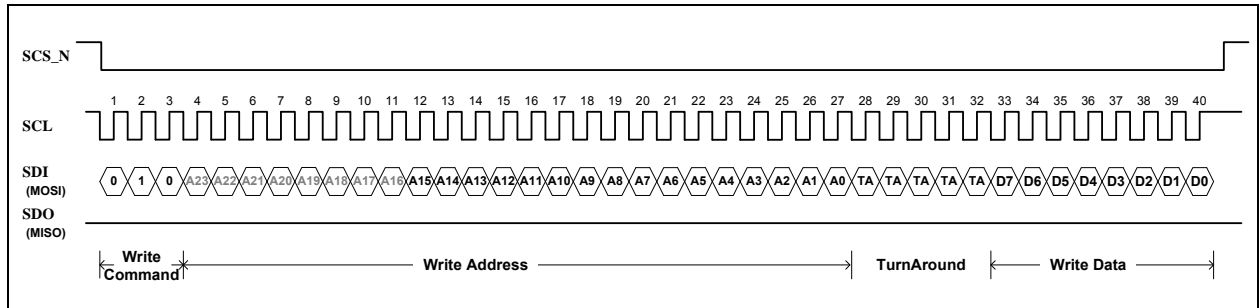 SCS_N
1 2 3 4 5 6 7 8 9 10 11 12 13 14 15 16 17 18 19 20 21 22 23 24 25 26 27 28 29 30 31 32 33 34 35 36 37 38 39 40
SCL
SDI
(MOSI)
0 1 0 A23 A22 A21 A20 A19 A18 A17 A16 A15 A14 A13 A12 A11 A10 A9 A8 A7 A6 A5 A4 A3 A2 A1 A0 TA TA TA TA TA D7 D6 D5 D4 D3 D2 D1 D0
SDO
(MISO)
Write
Command
Write Address
TurnAround
Write Data